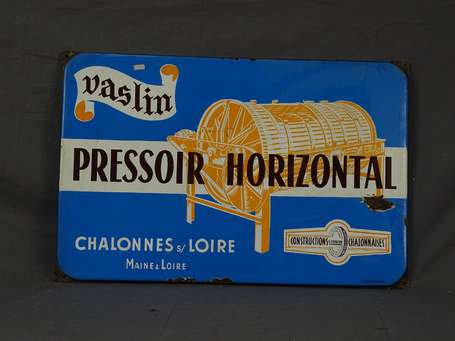 vaslin
PRESSOIR HORIZONTAL
CHALONNES s/ LOIRE
MAINE & LOIRE
CONSTRUCTIONS CHALONNAISES